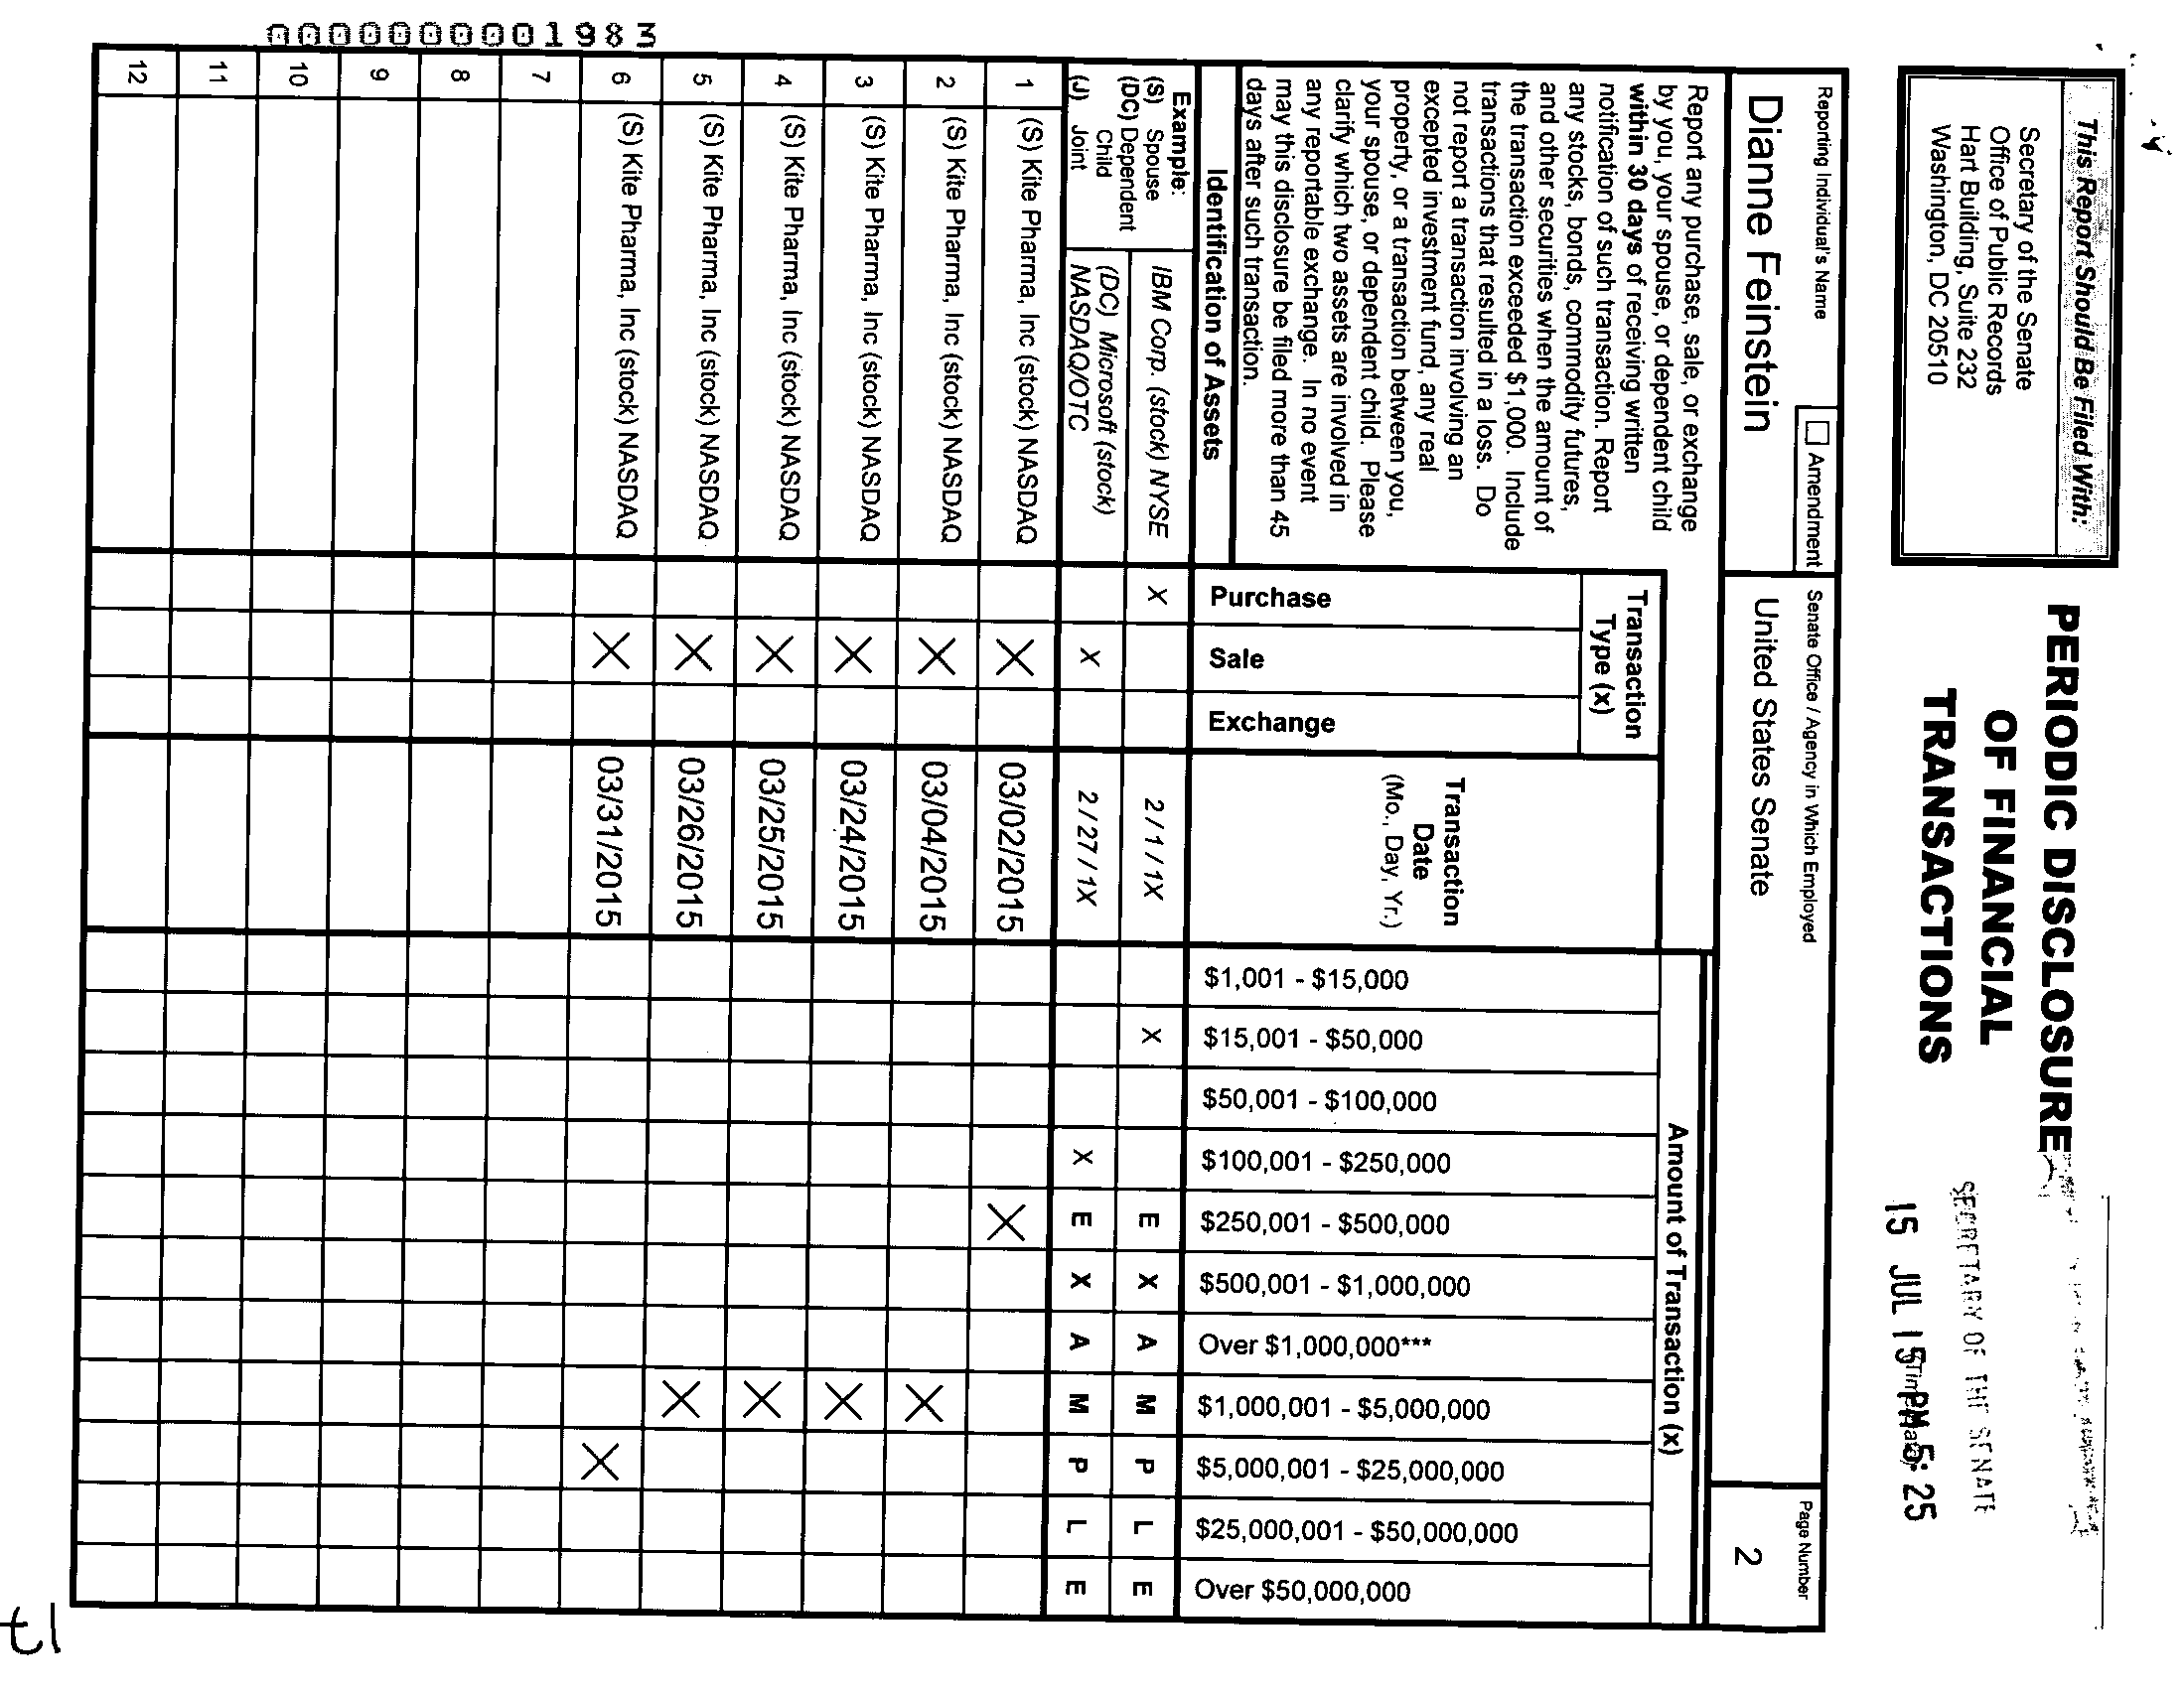 This Report Should Be Filed With:
Secretary of the Senate
Office of Public Records
Hart Building, Suite 232
Washington, DC 20510
PERIODIC DISCLOSURE
OF FINANCIAL
TRANSACTIONS
SECRETARY OF THE SENATE
15 JUL 15 PM 5:25
Reporting Individual's Name
Dianne Feinstein
Amendment
Senate Office / Agency in Which Employed
United States Senate
Page Number
2
Report any purchase, sale, or exchange
by you, your spouse, or dependent child
within 30 days of receiving written
notification of such transaction. Report
any stocks, bonds, commodity futures,
and other securities when the amount of
the transaction exceeded $1,000. Include
transactions that resulted in a loss. Do
not report a transaction involving an
excepted investment fund, any real
property, or a transaction between you,
your spouse, or dependent child. Please
clarify which two assets are involved in
any reportable exchange. In no event
may this disclosure be filed more than 45
days after such transaction.
Identification of Assets
Transaction
Type (x)
Purchase
Sale
Exchange
Transaction
Date
(Mo., Day, Yr.)
Amount of Transaction (x)
$1,001 - $15,000
$15,001 - $50,000
$50,001 - $100,000
$100,001 - $250,000
$250,001 - $500,000
$500,001 - $1,000,000
Over $1,000,000***
$1,000,001 - $5,000,000
$5,000,001 - $25,000,000
$25,000,001 - $50,000,000
Over $50,000,000
Example:
(S) Spouse
(DC) Dependent
Child
(J) Joint
IBM Corp. (stock) NYSE X 2 / 1 / 1X X E X A M P L E
(DC) Microsoft (stock)
NASDAQ/OTC X 2 / 27 / 1X X E X A M P L E
1 (S) Kite Pharma, Inc (stock) NASDAQ X 03/02/2015 X
2 (S) Kite Pharma, Inc (stock) NASDAQ X 03/04/2015 X
3 (S) Kite Pharma, Inc (stock) NASDAQ X 03/24/2015 X
4 (S) Kite Pharma, Inc (stock) NASDAQ X 03/25/2015 X
5 (S) Kite Pharma, Inc (stock) NASDAQ X 03/26/2015 X
6 (S) Kite Pharma, Inc (stock) NASDAQ X 03/31/2015 X
7
8
9
10
11
12
0000000001983